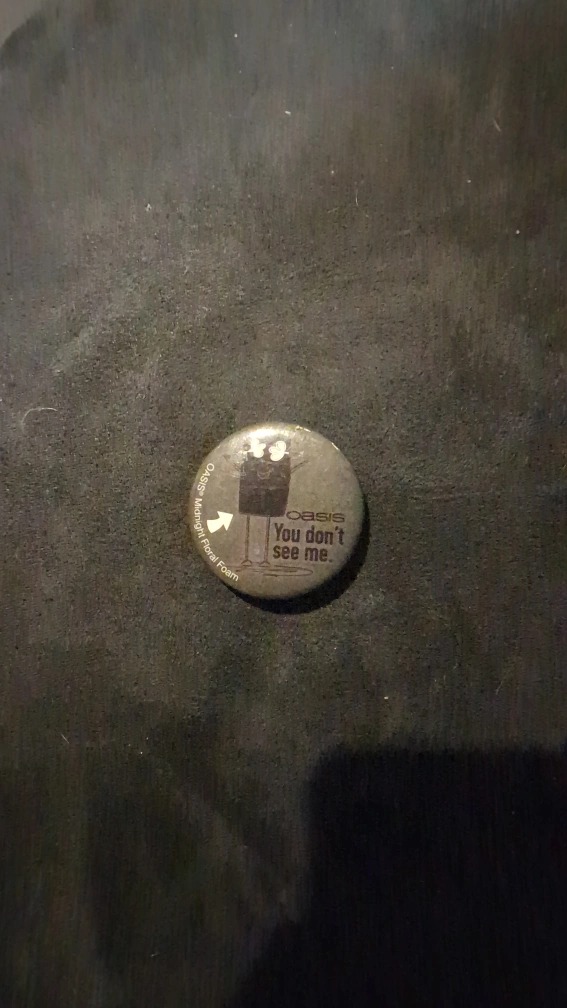 OASIS® Midnight Floral Foam
OASIS
You don't
see me.